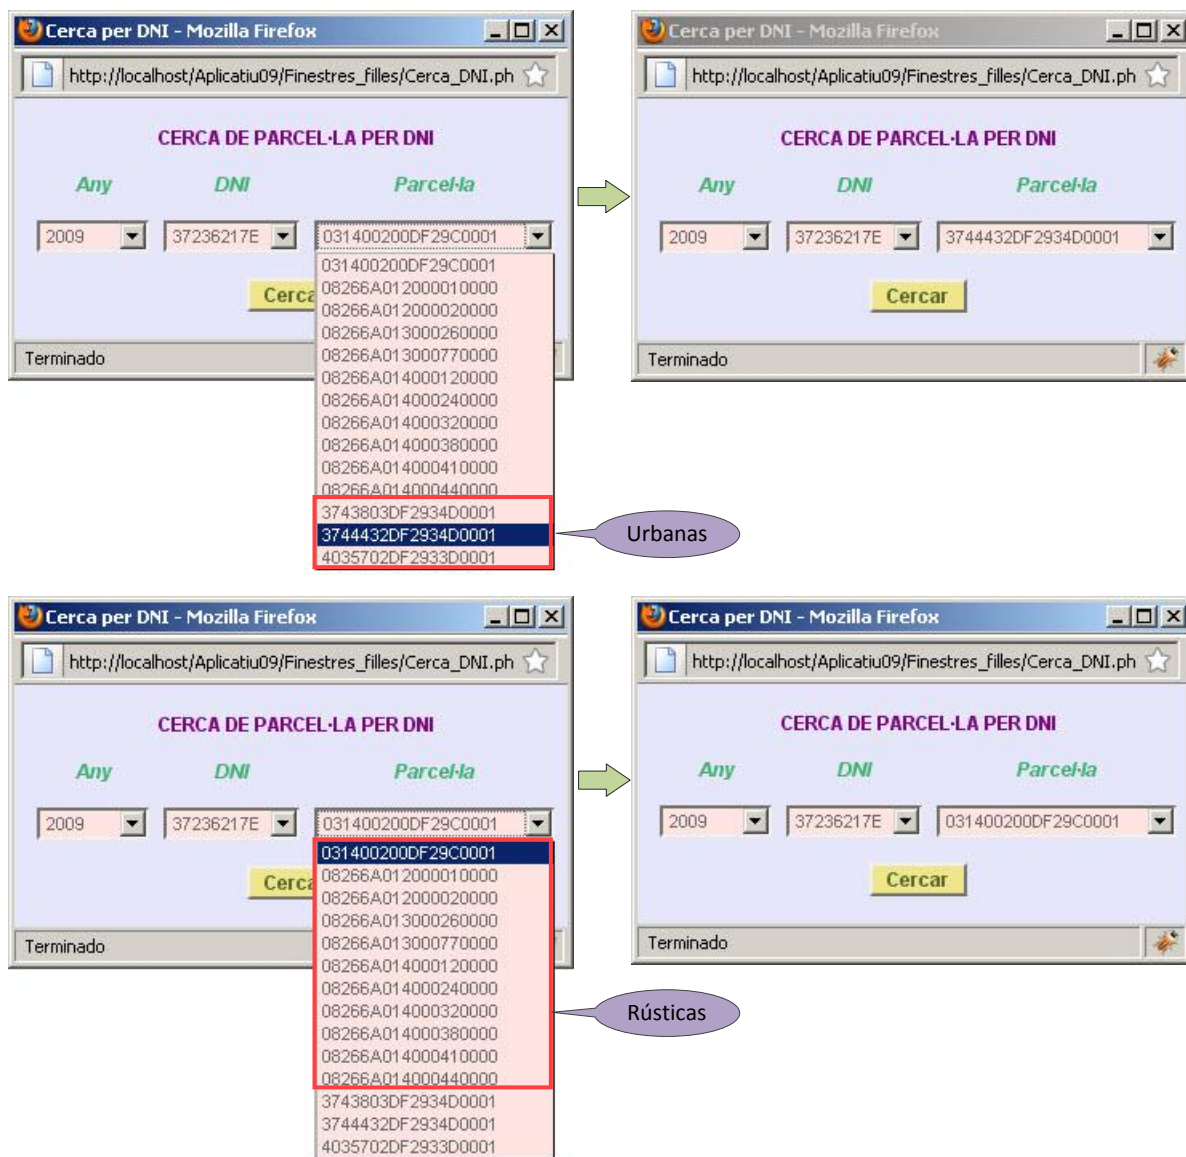 Cerca per DNI - Mozilla Firefox
http://localhost/Aplicatiu09/Finestres_filles/Cerca_DNI.ph
CERCA DE PARCEL·LA PER DNI
Any DNI Parcel·la
2009 37236217E 031400200DF29C0001
031400200DF29C0001
08266A012000010000
Cerca
08266A012000020000
08266A013000260000
08266A013000770000
Terminado
08266A014000120000
08266A014000240000
08266A014000320000
08266A014000380000
08266A014000410000
08266A014000440000
3743803DF2934D0001
3744432DF2934D0001
4035702DF2933D0001
Urbanas
Cerca per DNI - Mozilla Firefox
http://localhost/Aplicatiu09/Finestres_filles/Cerca_DNI.ph
CERCA DE PARCEL·LA PER DNI
Any DNI Parcel·la
2009 37236217E 3744432DF2934D0001
Cercar
Terminado
Cerca per DNI - Mozilla Firefox
http://localhost/Aplicatiu09/Finestres_filles/Cerca_DNI.ph
CERCA DE PARCEL·LA PER DNI
Any DNI Parcel·la
2009 37236217E 031400200DF29C0001
031400200DF29C0001
08266A012000010000
Cerca
08266A012000020000
08266A013000260000
08266A013000770000
Terminado
08266A014000120000
08266A014000240000
08266A014000320000
08266A014000380000
08266A014000410000
08266A014000440000
3743803DF2934D0001
3744432DF2934D0001
4035702DF2933D0001
Rústicas
Cerca per DNI - Mozilla Firefox
http://localhost/Aplicatiu09/Finestres_filles/Cerca_DNI.ph
CERCA DE PARCEL·LA PER DNI
Any DNI Parcel·la
2009 37236217E 031400200DF29C0001
Cercar
Terminado